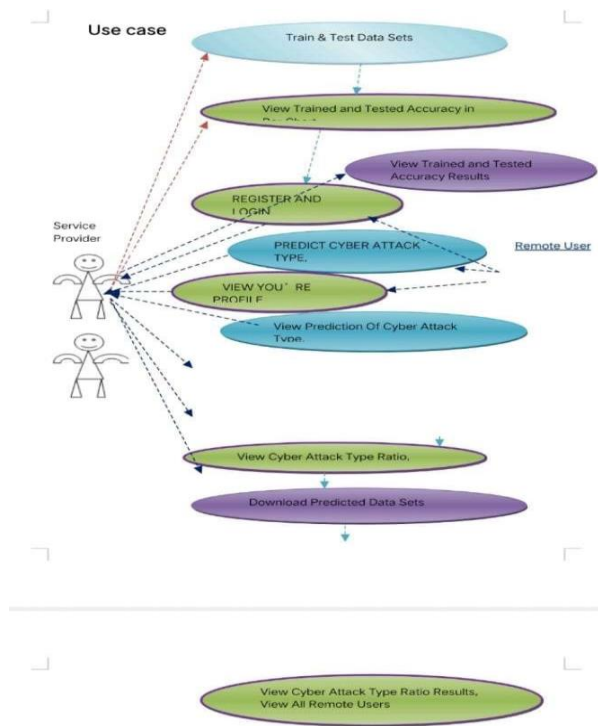 Use case
Train & Test Data Sets
View Trained and Tested Accuracy in
Bar Chart
View Trained and Tested
Accuracy Results
REGISTER AND
LOGIN
Service
Provider
PREDICT CYBER ATTACK
TYPE,
Remote User
VIEW YOU' RE
PROFILE
View Prediction Of Cyber Attack
Type,
View Cyber Attack Type Ratio,
Download Predicted Data Sets
View Cyber Attack Type Ratio Results,
View All Remote Users